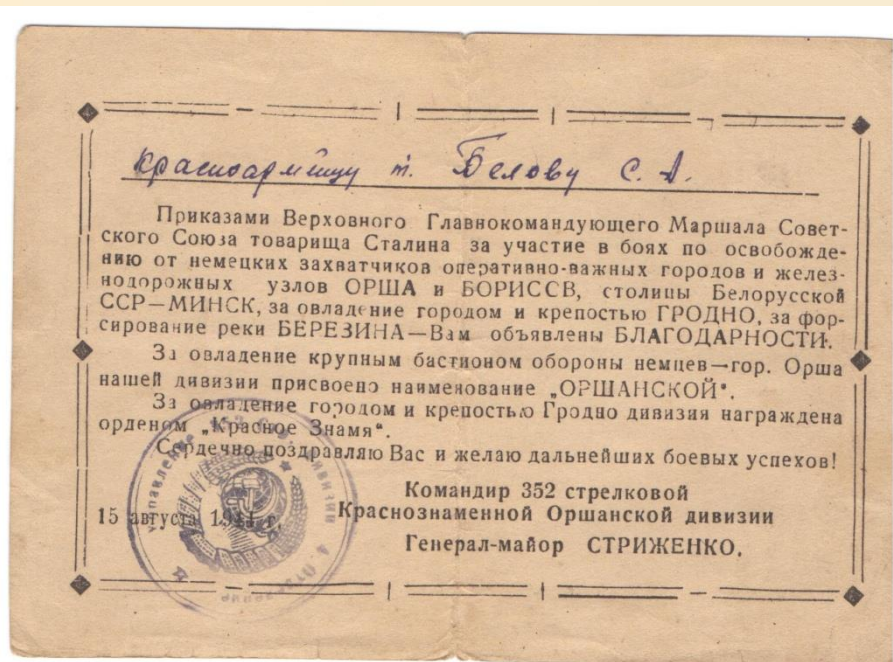 красноармейцу т. Белову С. А.
Приказами Верховного Главнокомандующего Маршала Совет-
ского Союза товарища Сталина за участие в боях по освобожде-
нию от немецких захватчиков оперативно-важных городов и желез-
нодорожных узлов ОРША и БОРИССВ, столицы Белорусской
ССР—МИНСК, за овладение городом и крепостью ГРОДНО, за фор-
сирование реки БЕРЕЗИНА—Вам объявлены БЛАГОДАРНОСТИ.
За овладение крупным бастионом обороны немцев—гор. Орша
нашей дивизии присвоено наименование „ОРШАНСКОЙ“.
За овладение городом и крепостью Гродно дивизия награждена
орденом „Красное Знамя“.
Сердечно поздравляю Вас и желаю дальнейших боевых успехов!
Командир 352 стрелковой
15 августа 1944 г. Краснознаменной Оршанской дивизии
Генерал-майор СТРИЖЕНКО.
Управление дивизии